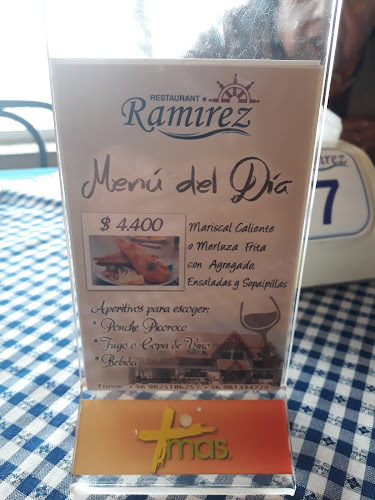 RESTAURANT
Ramirez
Menú del Día
$ 4.400
Mariscal Caliente
o Merluza Frita
con Agregado,
Ensaladas y Sopaipillas
Aperitivos para escoger:
* Ponche Picoroco
* Jugo o Copa de Vino
* Bebida
+mas.
7